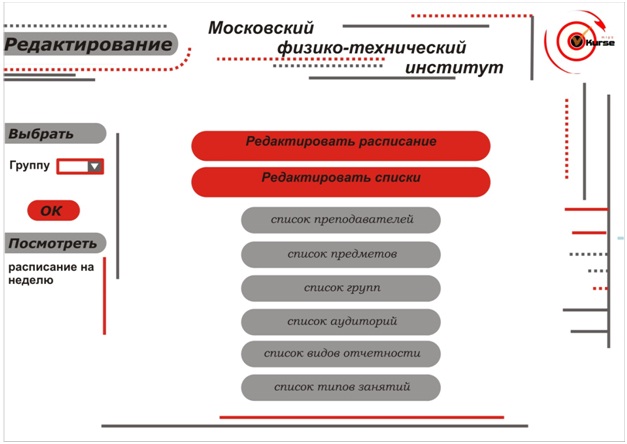 Редактирование
Московский
физико-технический
институт
Kurse
Выбрать
Группу
ОК
Посмотреть
расписание на
неделю
Редактировать расписание
Редактировать списки
список преподавателей
список предметов
список групп
список аудиторий
список видов отчетности
список типов занятий